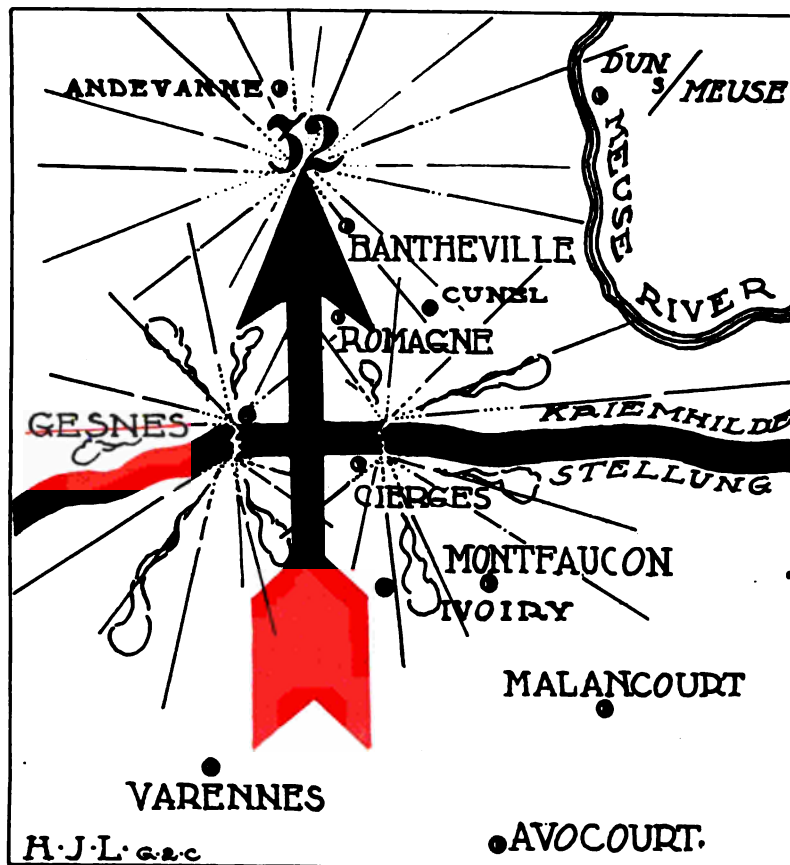 DUN
S/MEUSE
ANDEVANNE
32
MEUSE
RIVER
BANTHEVILLE
CUNEL
ROMAGNE
GESNES
KRIEMHILDE
STELLUNG
CIERGES
MONTFAUCON
IVOIRY
MALANCOURT
VARENNES
AVOCOURT.
H·J·L· G·2·C